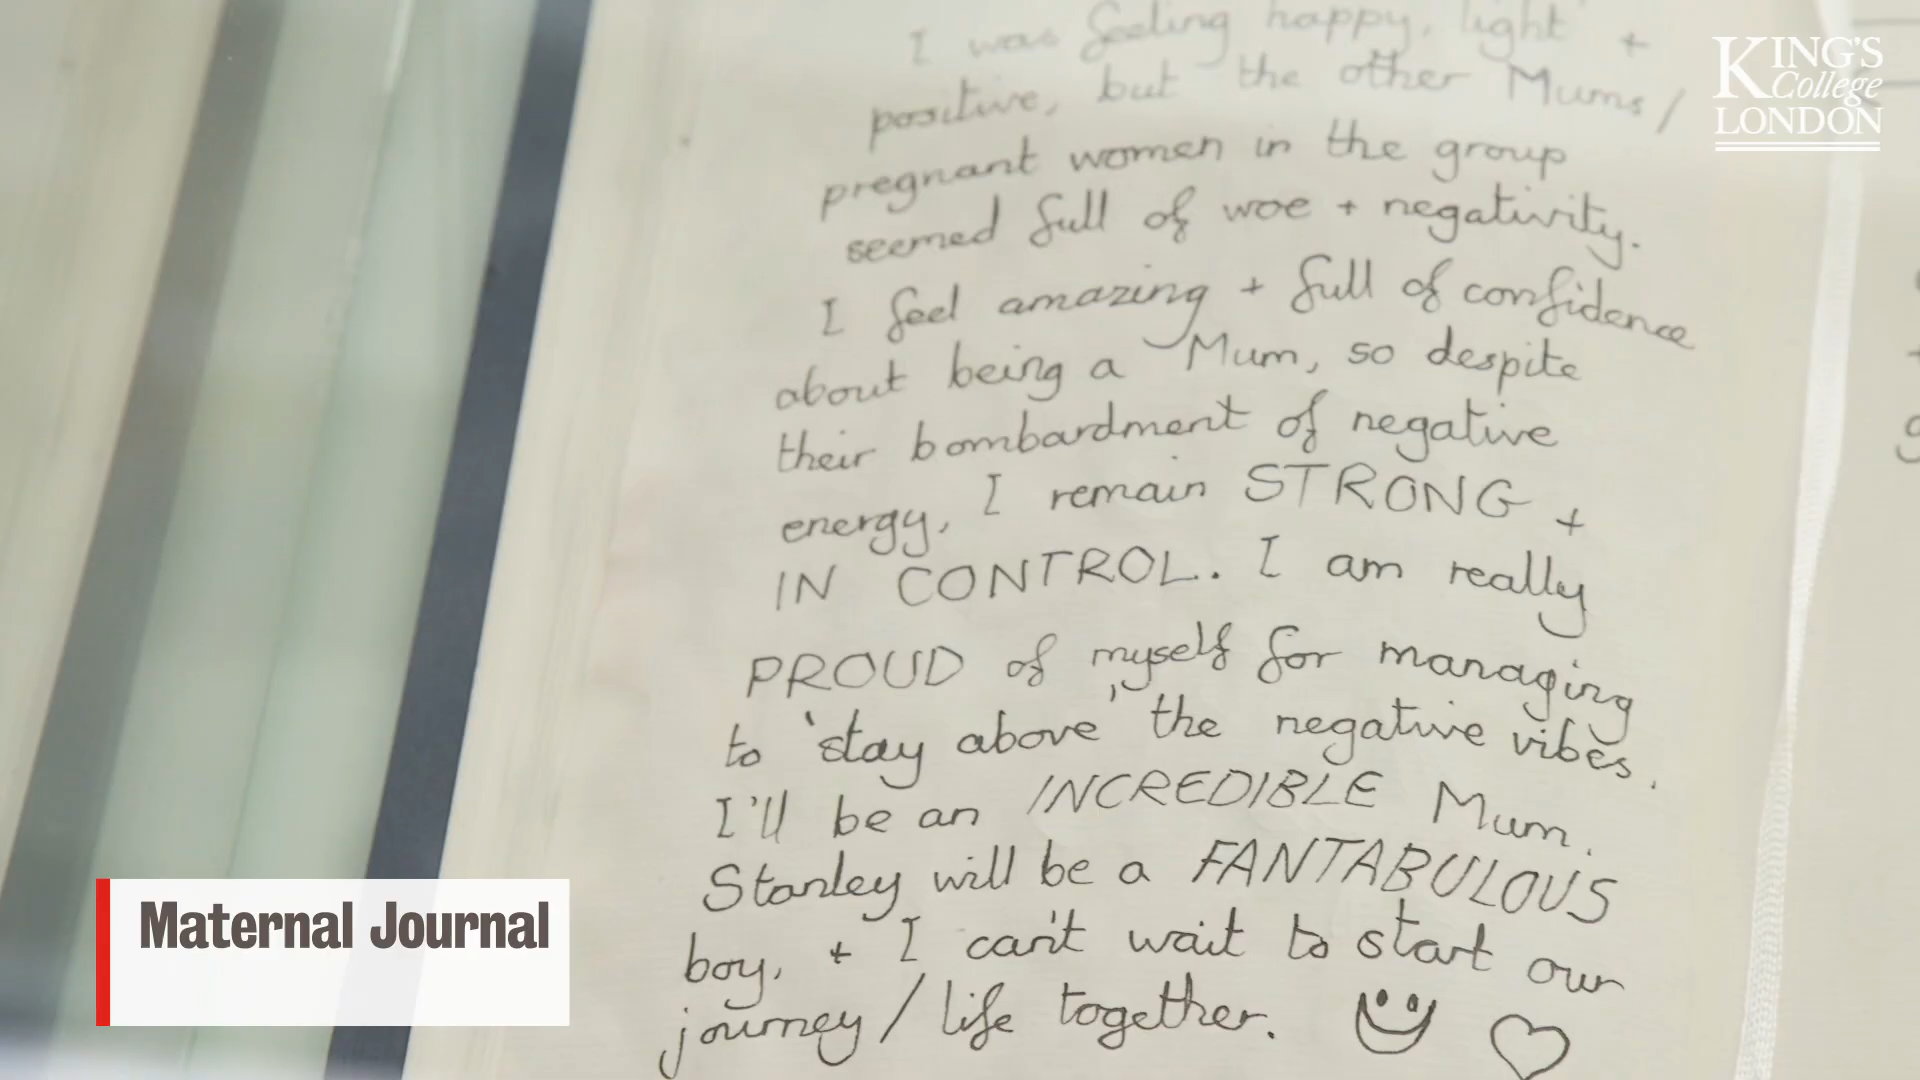 I was feeling happy, light +
positive, but the other Mums/
pregnant women in the group
seemed full of woe + negativity.
I feel amazing + full of confidence
about being a Mum, so despite
their bombardment of negative
energy, I remain STRONG +
IN CONTROL. I am really
PROUD of myself for managing
to 'stay above' the negative vibes.
I'll be an INCREDIBLE Mum.
Stanley will be a FANTABULOUS
boy, + I can't wait to start our
journey/life together.
KING'S
College
LONDON
Maternal Journal